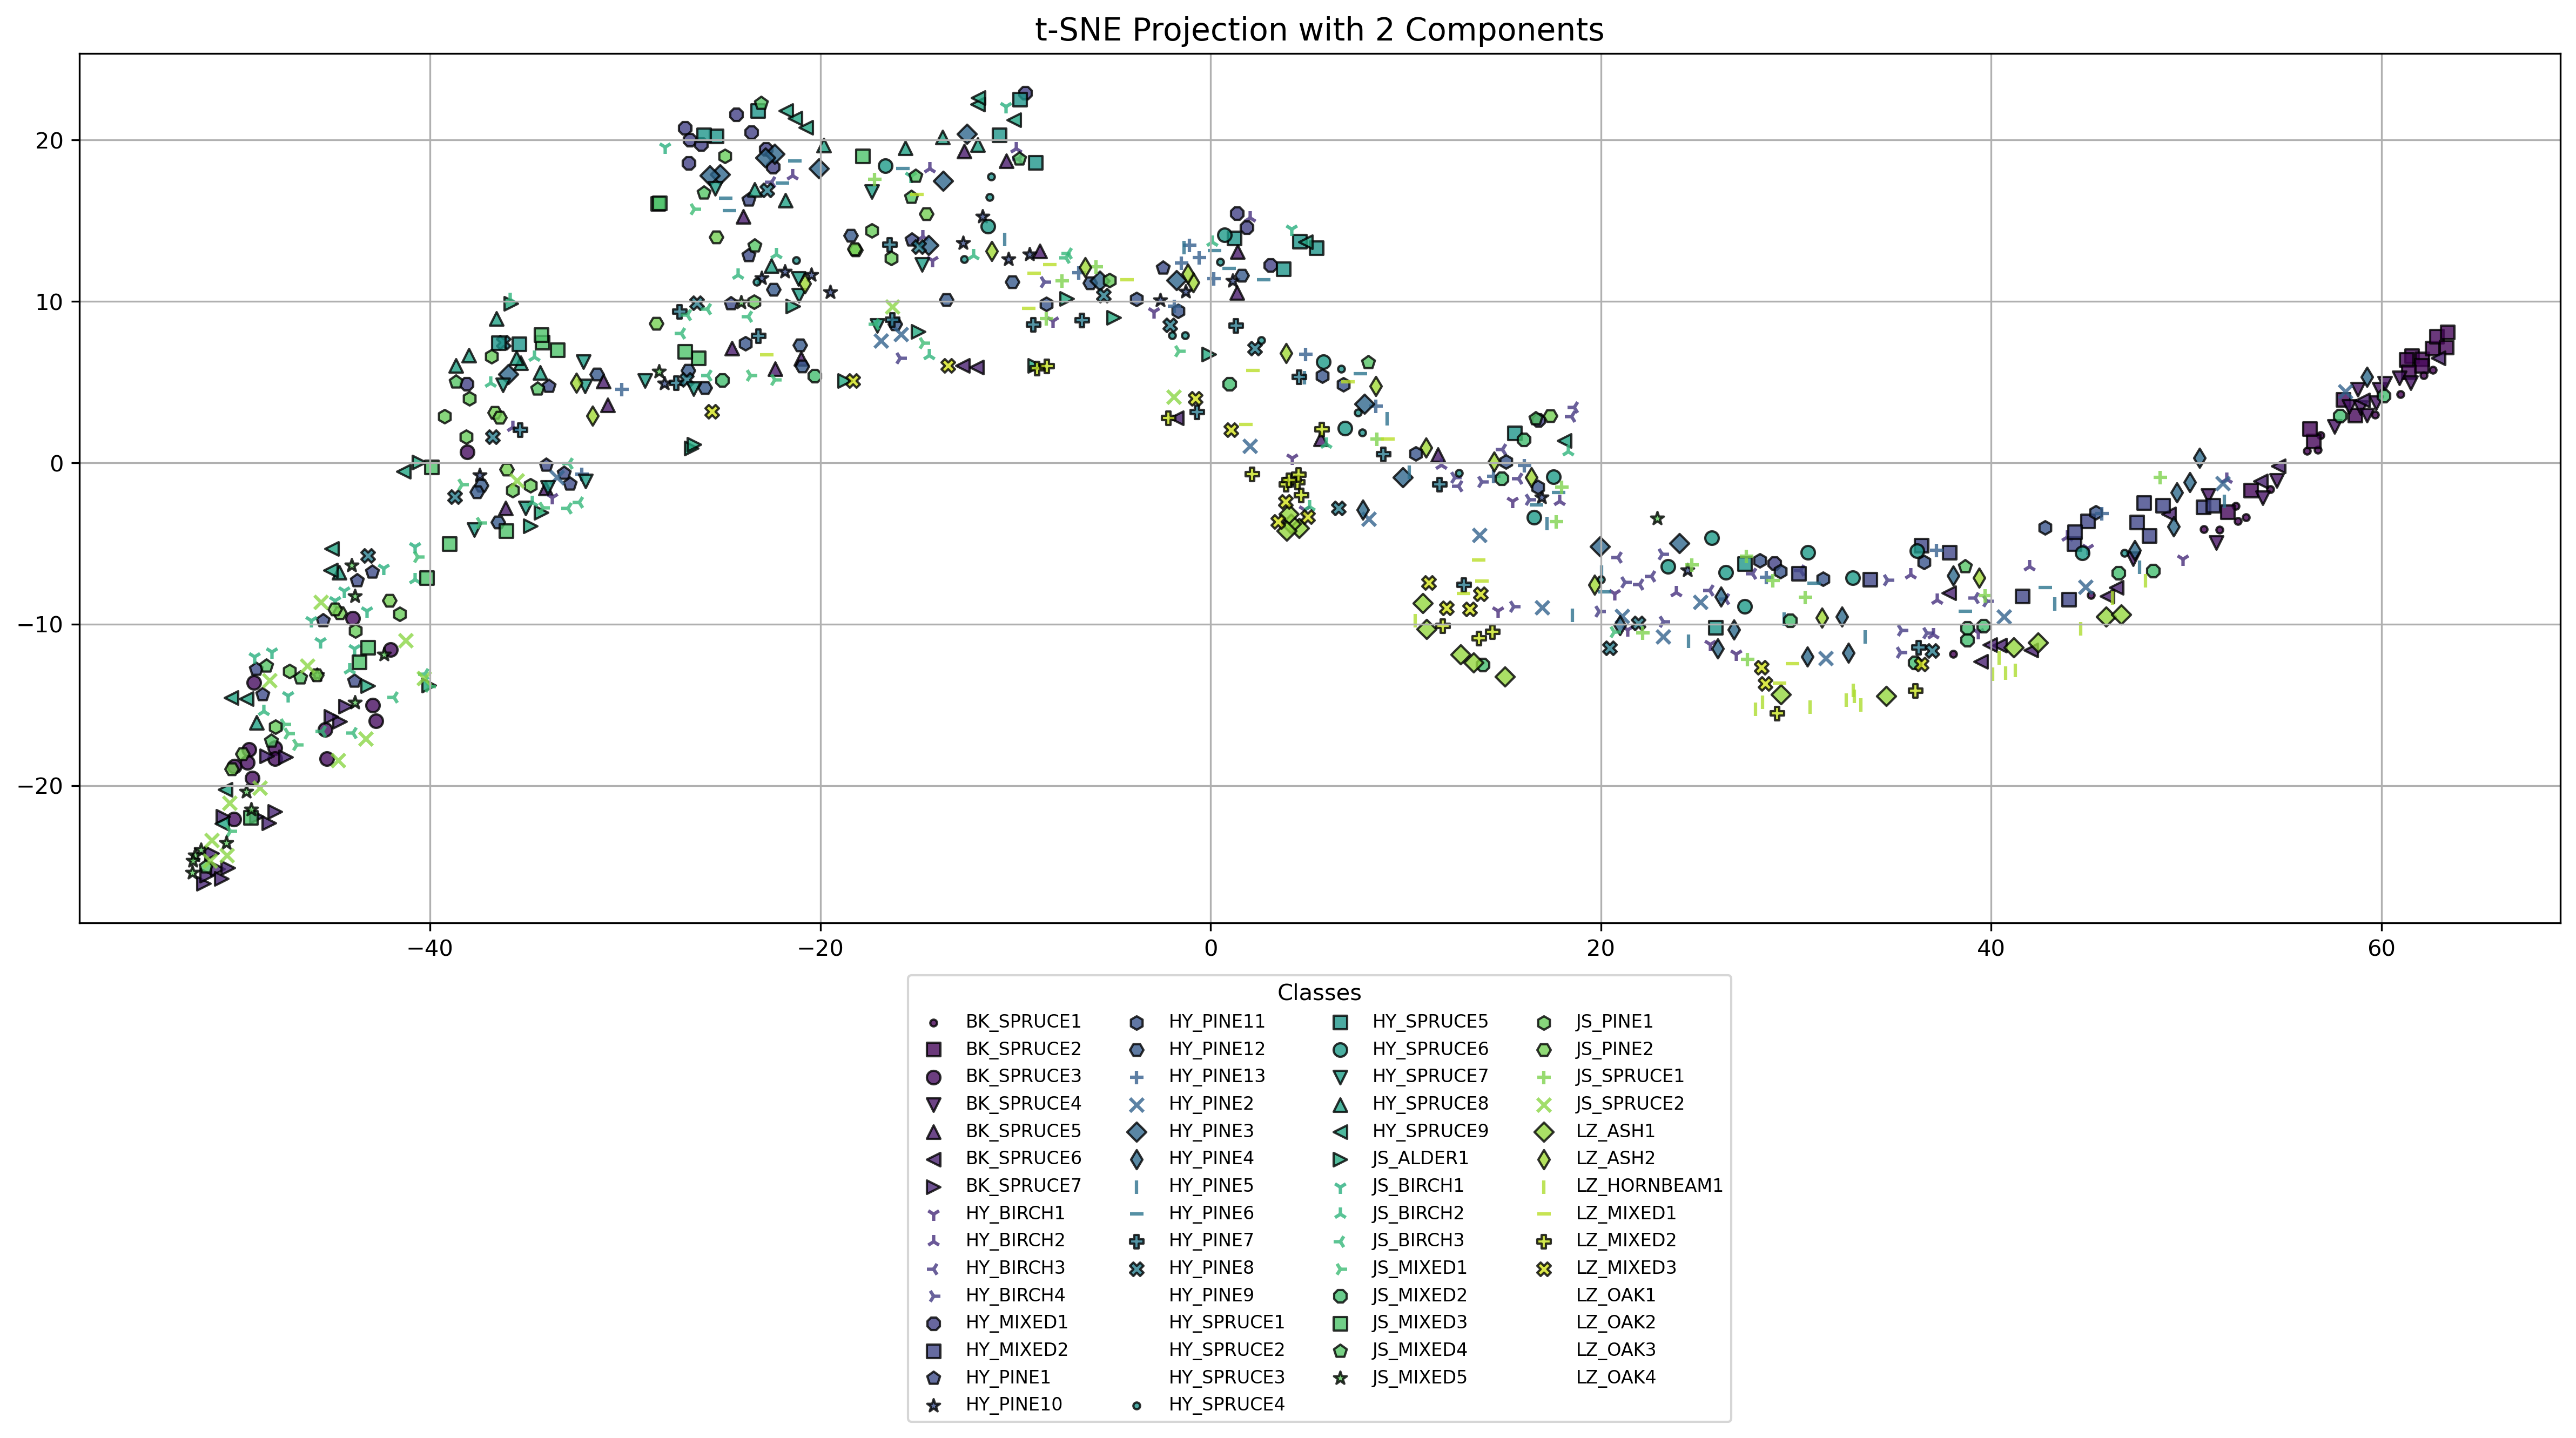 t-SNE Projection with 2 Components
20
10
0
−10
−20
−40
−20
0
20
40
60
Classes
BK_SPRUCE1
BK_SPRUCE2
BK_SPRUCE3
BK_SPRUCE4
BK_SPRUCE5
BK_SPRUCE6
BK_SPRUCE7
HY_BIRCH1
HY_BIRCH2
HY_BIRCH3
HY_BIRCH4
HY_MIXED1
HY_MIXED2
HY_PINE1
HY_PINE10
HY_PINE11
HY_PINE12
HY_PINE13
HY_PINE2
HY_PINE3
HY_PINE4
HY_PINE5
HY_PINE6
HY_PINE7
HY_PINE8
HY_PINE9
HY_SPRUCE1
HY_SPRUCE2
HY_SPRUCE3
HY_SPRUCE4
HY_SPRUCE5
HY_SPRUCE6
HY_SPRUCE7
HY_SPRUCE8
HY_SPRUCE9
JS_ALDER1
JS_BIRCH1
JS_BIRCH2
JS_BIRCH3
JS_MIXED1
JS_MIXED2
JS_MIXED3
JS_MIXED4
JS_MIXED5
JS_PINE1
JS_PINE2
JS_SPRUCE1
JS_SPRUCE2
LZ_ASH1
LZ_ASH2
LZ_HORNBEAM1
LZ_MIXED1
LZ_MIXED2
LZ_MIXED3
LZ_OAK1
LZ_OAK2
LZ_OAK3
LZ_OAK4